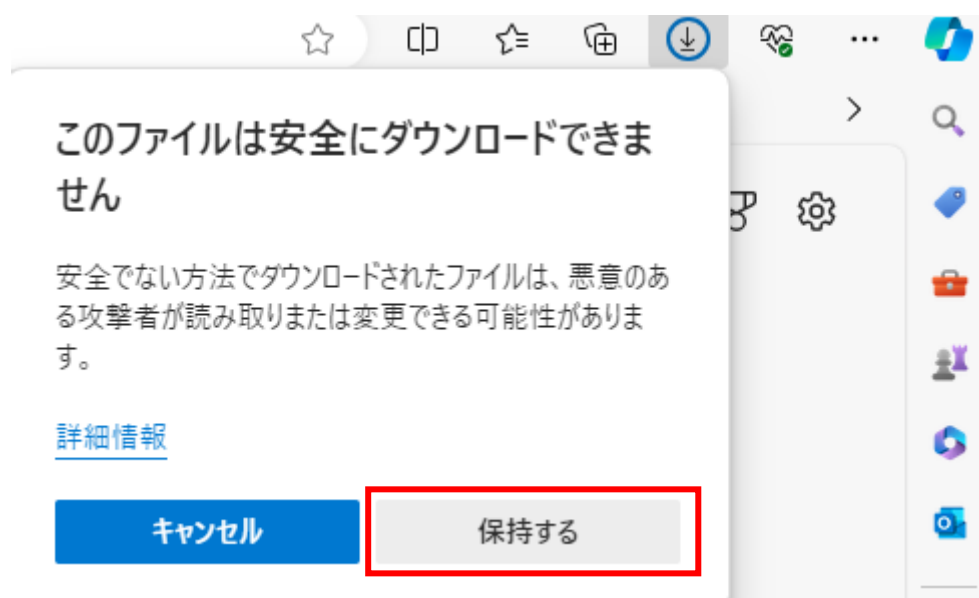 このファイルは安全にダウンロードできま
せん
安全でない方法でダウンロードされたファイルは、悪意のあ
る攻撃者が読み取りまたは変更できる可能性がありま
す。
詳細情報
キャンセル
保持する